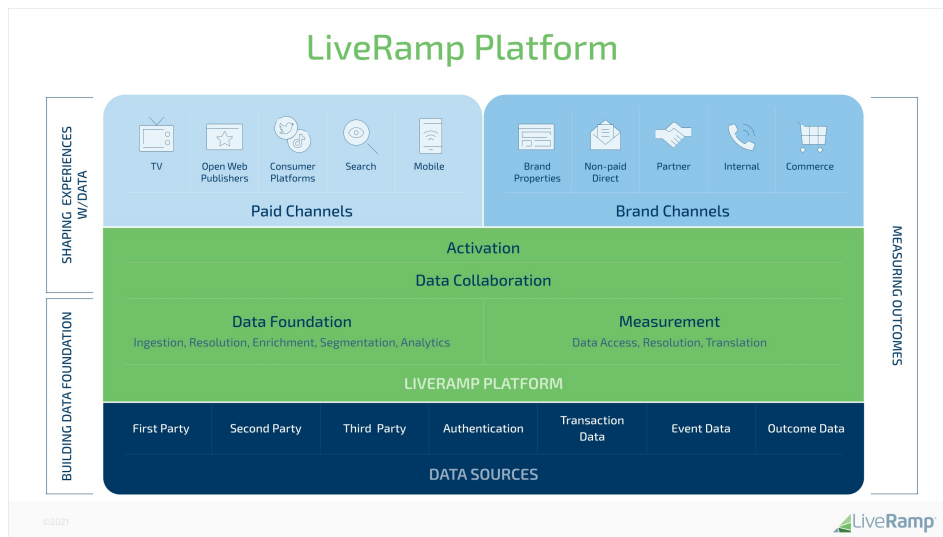 LiveRamp Platform
SHAPING EXPERIENCES
W/DATA
TV
Open Web
Publishers
Consumer
Platforms
Search
Mobile
Brand
Properties
Non-paid
Direct
Partner
Internal
Commerce
Paid Channels
Brand Channels
Activation
Data Collaboration
Data Foundation
Ingestion, Resolution, Enrichment, Segmentation, Analytics
Measurement
Data Access, Resolution, Translation
LIVERAMP PLATFORM
BUILDING DATA FOUNDATION
MEASURING OUTCOMES
First Party
Second Party
Third Party
Authentication
Transaction
Data
Event Data
Outcome Data
DATA SOURCES
©2021
LiveRamp